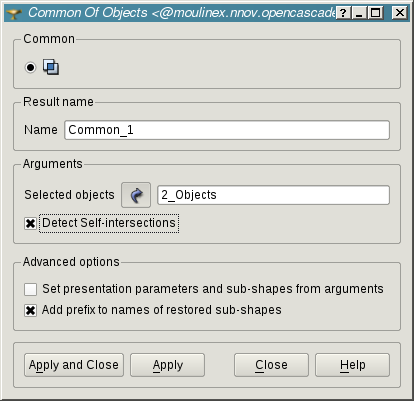 Common Of Objects <@moulinex.nnov.opencascade
Common
Result name
Name Common_1
Arguments
Selected objects 2_Objects
Detect Self-intersections
Advanced options
Set presentation parameters and sub-shapes from arguments
Add prefix to names of restored sub-shapes
Apply and Close Apply Close Help